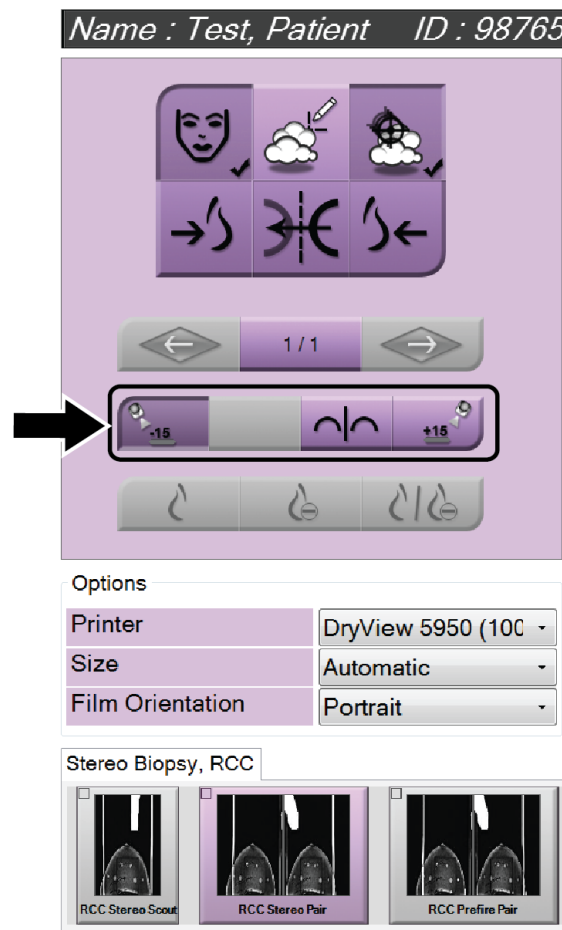 Name : Test, Patient ID : 98765
1 / 1
-15 +15
Options
Printer DryView 5950 (100
Size Automatic
Film Orientation Portrait
Stereo Biopsy, RCC
RCC Stereo Scout RCC Stereo Pair RCC Prefire Pair